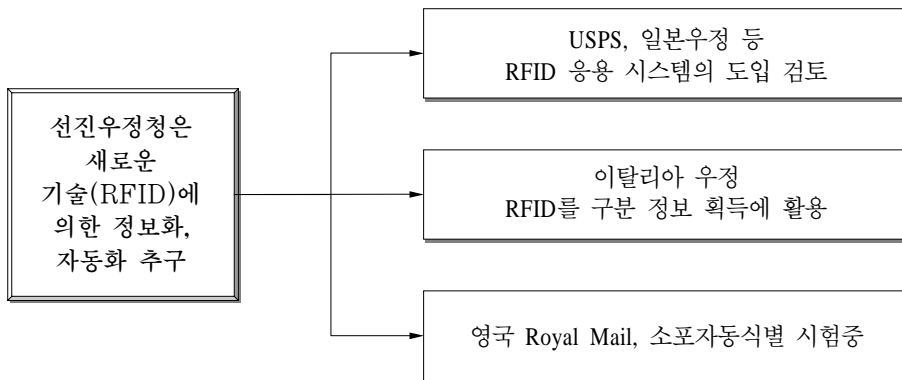 선진우정청은
새로운
기술(RFID)에
의한 정보화,
자동화 추구
USPS, 일본우정 등
RFID 응용 시스템의 도입 검토
이탈리아 우정
RFID를 구분 정보 획득에 활용
영국 Royal Mail, 소포자동식별 시험중